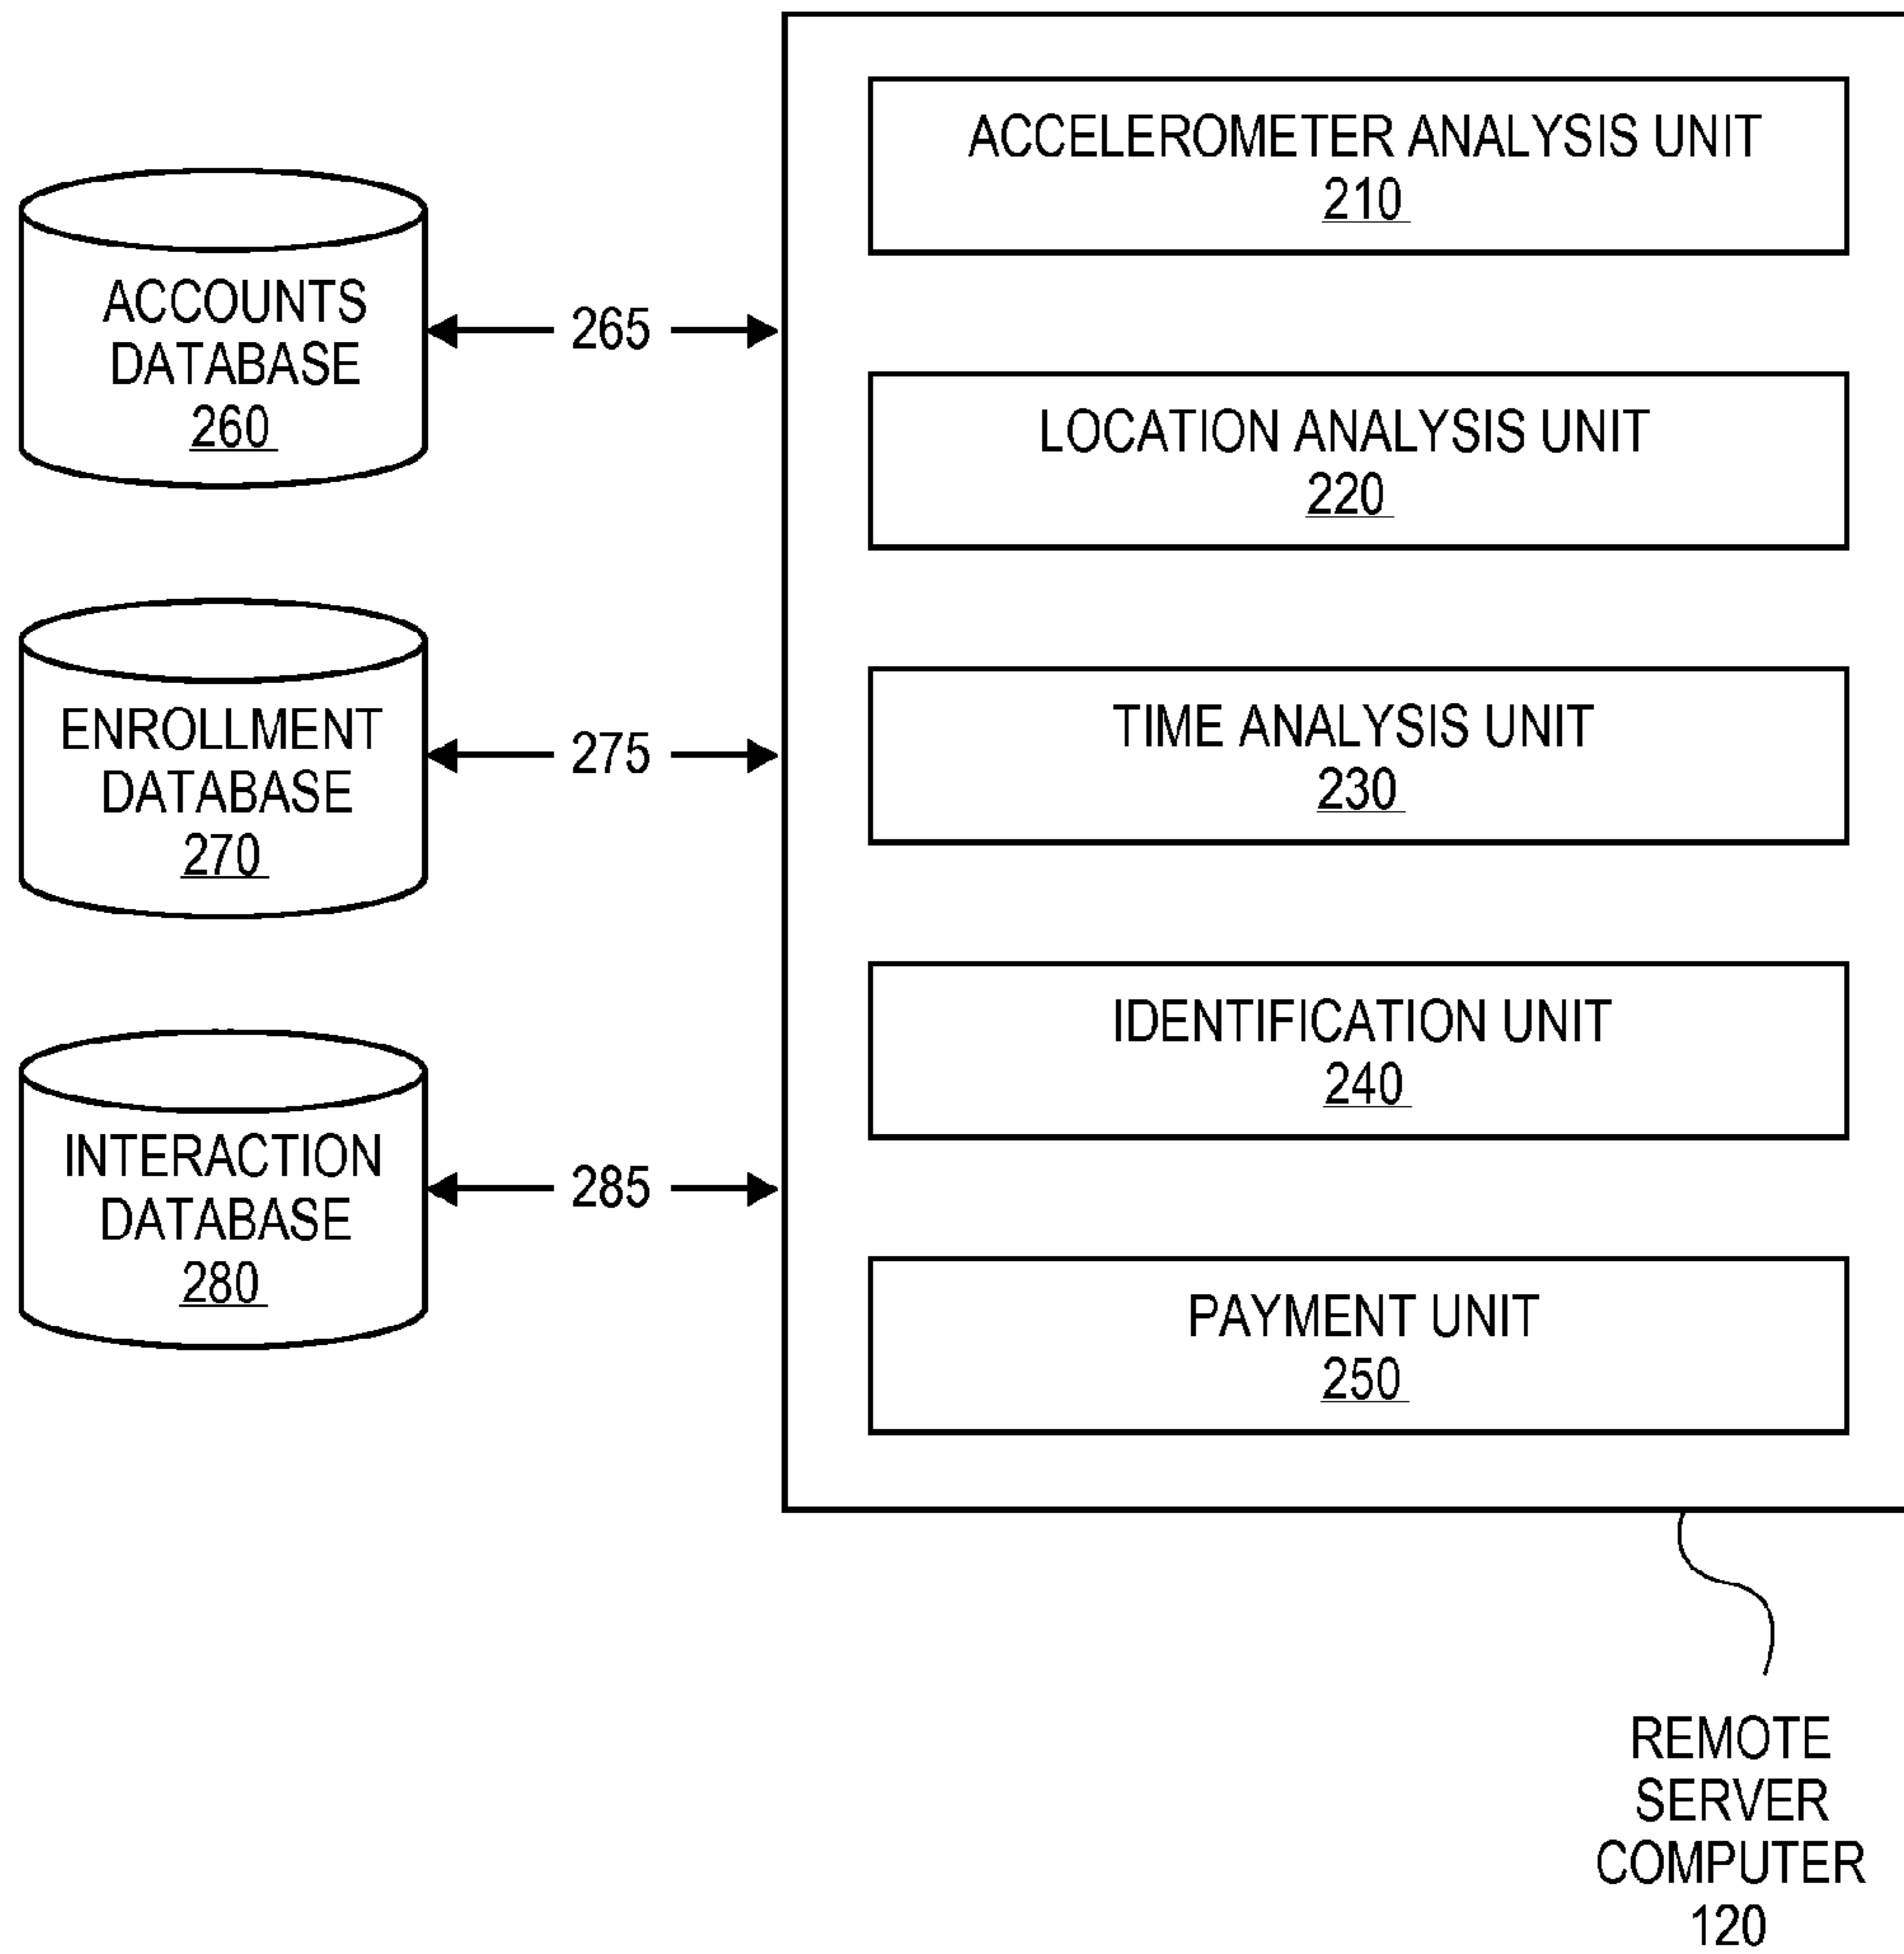 ACCELEROMETER ANALYSIS UNIT
210
ACCOUNTS
DATABASE
260
265
LOCATION ANALYSIS UNIT
220
ENROLLMENT
DATABASE
270
275
TIME ANALYSIS UNIT
230
IDENTIFICATION UNIT
240
INTERACTION
DATABASE
280
285
PAYMENT UNIT
250
REMOTE
SERVER
COMPUTER
120